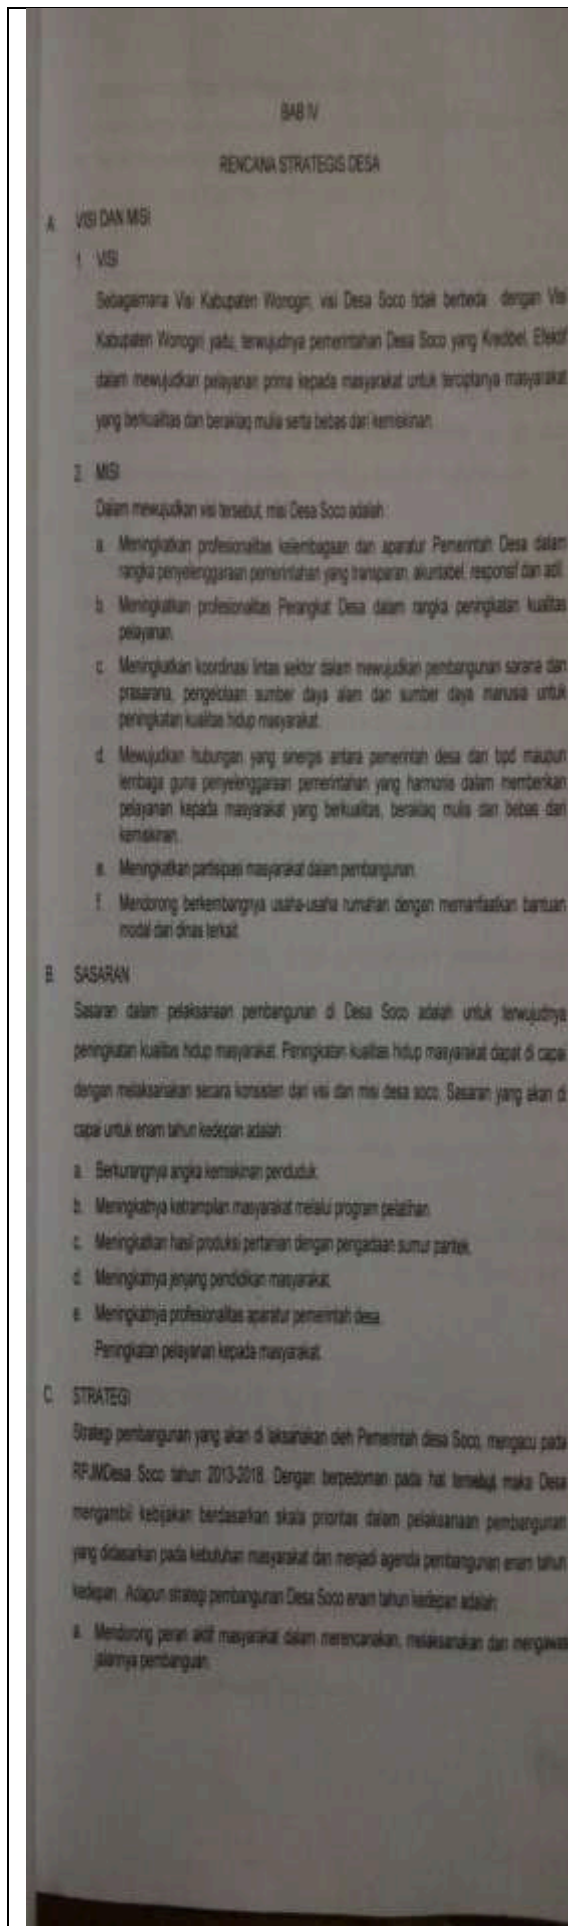 BAB IV
RENCANA STRATEGIS DESA
A. VISI DAN MISI
1. VISI
Sebagaimana Visi Kabupaten Wonogiri, visi Desa Soco tidak berbeda dengan Visi
Kabupaten Wonogiri yaitu, terwujudnya pemerintahan Desa Soco yang Kredibel, Efektif
dalam mewujudkan pelayanan prima kepada masyarakat untuk terciptanya masyarakat
yang berkualitas dan beraklaq mulia serta bebas dari kemiskinan.
2. MISI
Dalam mewujudkan visi tersebut, misi Desa Soco adalah :
a. Meningkatkan profesionalitas kelembagaan dan aparatur Pemerintah Desa dalam
rangka penyelenggaraan pemerintahan yang transparan, akuntabel, responsif dan adil.
b. Meningkatkan profesionalitas Perangkat Desa dalam rangka peningkatan kualitas
pelayanan.
c. Meningkatkan koordinasi lintas sektor dalam mewujudkan pembangunan sarana dan
prasarana, pengelolaan sumber daya alam dan sumber daya manusia untuk
peningkatan kualitas hidup masyarakat.
d. Mewujudkan hubungan yang sinergis antara pemerintah desa dan bpd maupun
lembaga guna penyelenggaraan pemerintahan yang harmonis dalam memberikan
pelayanan kepada masyarakat yang berkualitas, beraklaq mulia dan bebas dari
kemiskinan.
e. Meningkatkan partisipasi masyarakat dalam pembangunan.
f. Mendorong berkembangnya usaha-usaha rumahan dengan memanfaatkan bantuan
modal dari dinas terkait.
B. SASARAN
Sasaran dalam pelaksanaan pembangunan di Desa Soco adalah untuk terwujudnya
peningkatan kualitas hidup masyarakat. Peningkatan kualitas hidup masyarakat dapat di capai
dengan melaksanakan secara konsisten dari visi dan misi desa soco. Sasaran yang akan di
capai untuk enam tahun kedepan adalah:
a. Berkurangnya angka kemiskinan penduduk.
b. Meningkatnya ketrampilan masyarakat melalui program pelatihan.
c. Meningkatkan hasil produksi pertanian dengan pengadaan sumur pantek.
d. Meningkatnya jenjang pendidikan masyarakat.
e. Meningkatnya profesionalitas aparatur pemerintah desa.
Peningkatan pelayanan kepada masyarakat.
C. STRATEGI
Strategi pembangunan yang akan di laksanakan oleh Pemerintah desa Soco, mengacu pada
RPJMDesa Soco tahun 2013-2018. Dengan berpedoman pada hal tersebut, maka Desa
mengambil kebijakan berdasarkan skala prioritas dalam pelaksanaan pembangunan
yang didasarkan pada kebutuhan masyarakat dan menjadi agenda pembangunan enam tahun
kedepan. Adapun strategi pembangunan Desa Soco enam tahun kedepan adalah:
a. Mendorong peran aktif masyarakat dalam merencanakan, melaksanakan dan mengawasi
jalannya pembanguan.